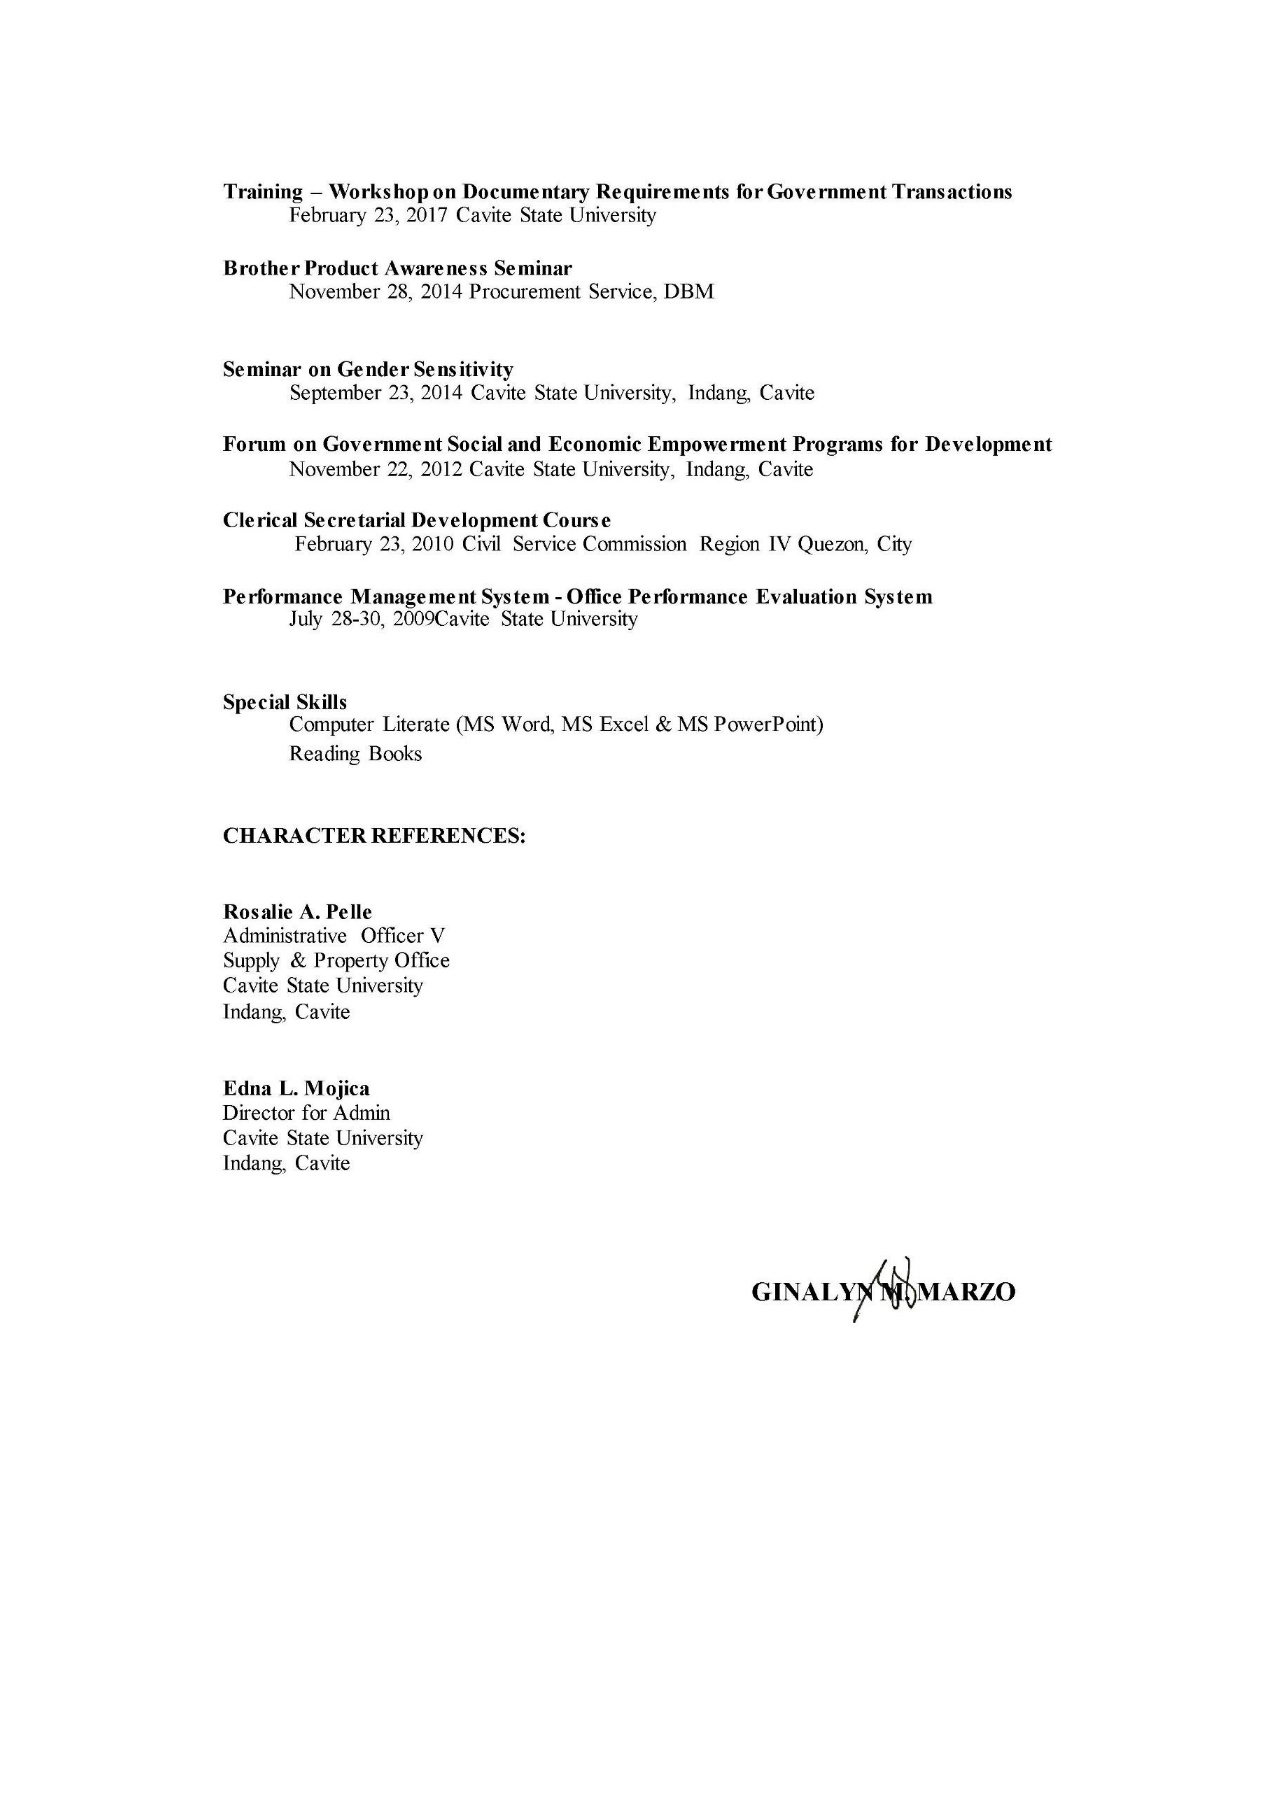 Training – Workshop on Documentary Requirements for Government Transactions
February 23, 2017 Cavite State University
Brother Product Awareness Seminar
November 28, 2014 Procurement Service, DBM
Seminar on Gender Sensitivity
September 23, 2014 Cavite State University, Indang, Cavite
Forum on Government Social and Economic Empowerment Programs for Development
November 22, 2012 Cavite State University, Indang, Cavite
Clerical Secretarial Development Course
February 23, 2010 Civil Service Commission Region IV Quezon, City
Performance Management System - Office Performance Evaluation System
July 28-30, 2009Cavite State University
Special Skills
Computer Literate (MS Word, MS Excel & MS PowerPoint)
Reading Books
CHARACTER REFERENCES:
Rosalie A. Pelle
Administrative Officer V
Supply & Property Office
Cavite State University
Indang, Cavite
Edna L. Mojica
Director for Admin
Cavite State University
Indang, Cavite
GINALYN M. MARZO